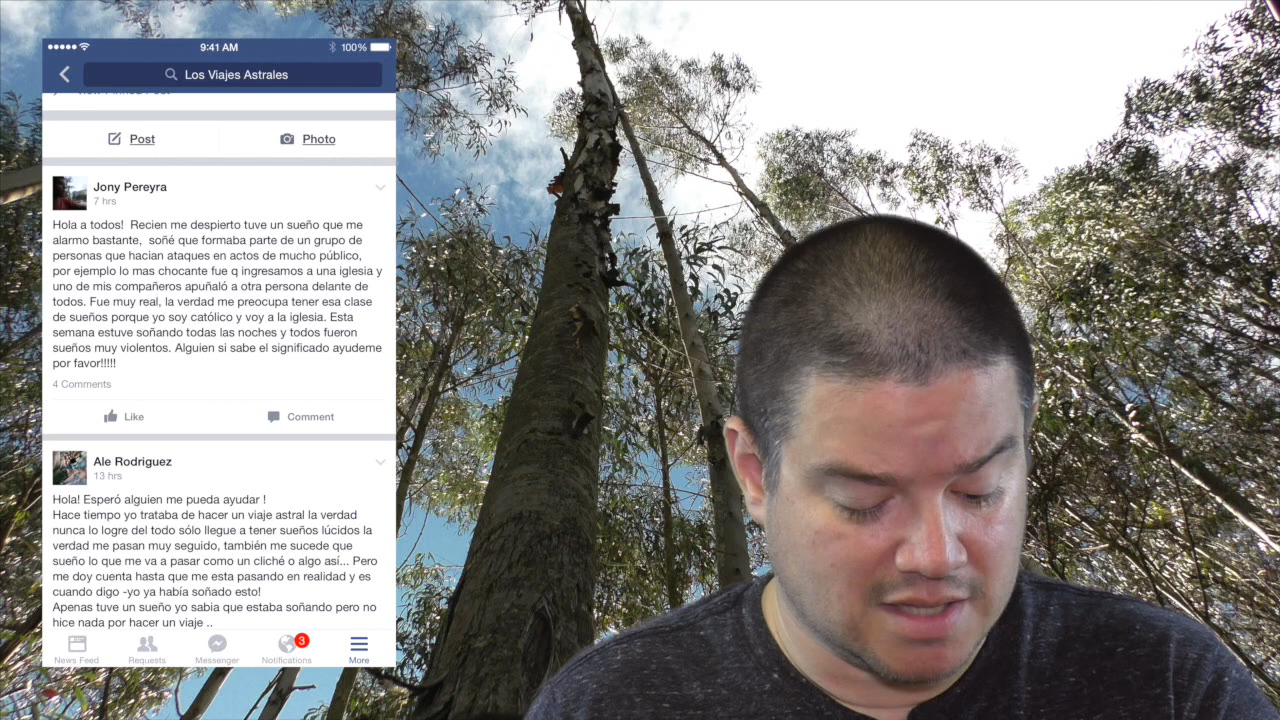 9:41 AM
100%
Los Viajes Astrales
Post
Photo
Jony Pereyra
7 hrs
Hola a todos!  Recien me despierto tuve un sueño que me
alarmo bastante,  soñé que formaba parte de un grupo de
personas que hacian ataques en actos de mucho público,
por ejemplo lo mas chocante fue q ingresamos a una iglesia y
uno de mis compañeros apuñaló a otra persona delante de
todos. Fue muy real, la verdad me preocupa tener esa clase
de sueños porque yo soy católico y voy a la iglesia. Esta
semana estuve soñando todas las noches y todos fueron
sueños muy violentos. Alguien si sabe el significado ayudeme
por favor!!!!!
4 Comments
Like
Comment
Ale Rodriguez
13 hrs
Hola! Esperó alguien me pueda ayudar !
Hace tiempo yo trataba de hacer un viaje astral la verdad
nunca lo logre del todo sólo llegue a tener sueños lúcidos la
verdad me pasan muy seguido, también me sucede que
sueño lo que me va a pasar como un cliché o algo así... Pero
me doy cuenta hasta que me esta pasando en realidad y es
cuando digo -yo ya había soñado esto!
Apenas tuve un sueño yo sabia que estaba soñando pero no
hice nada por hacer un viaje ..
3
News Feed
Requests
Messenger
Notifications
More